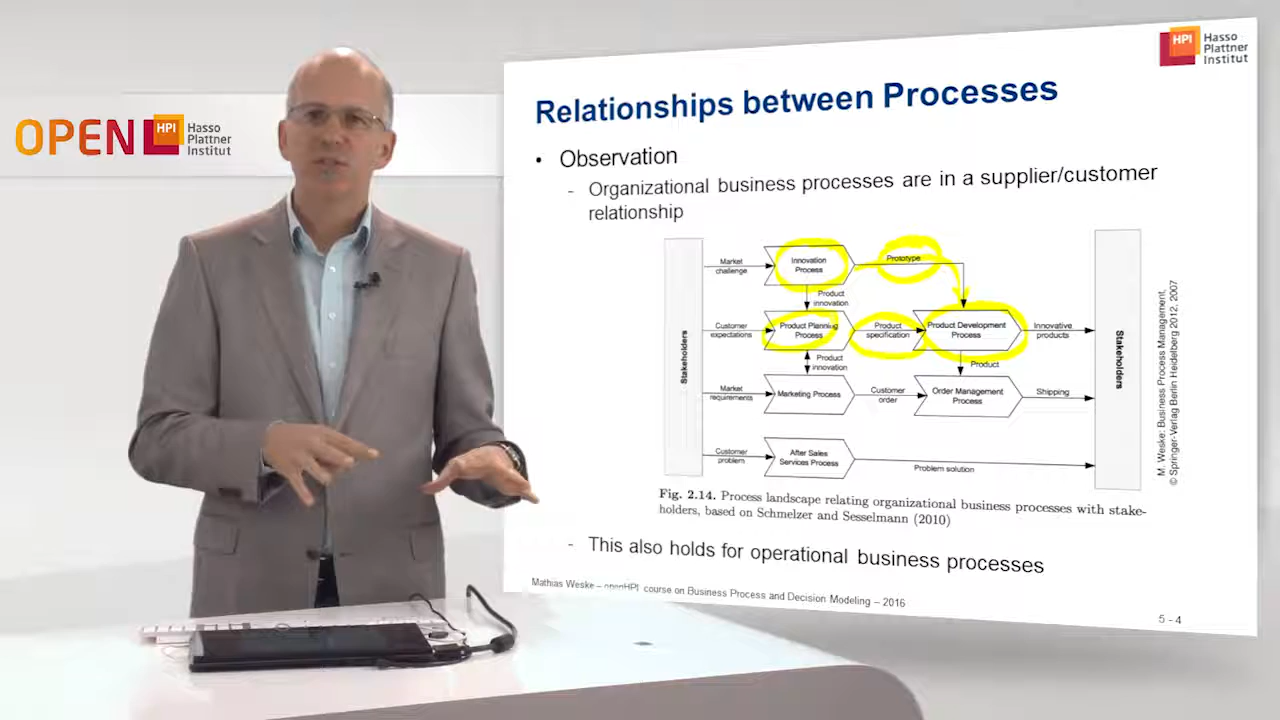 OPEN HPI Hasso
Plattner
Institut
HPI Hasso
Plattner
Institut
Relationships between Processes
• Observation
- Organizational business processes are in a supplier/customer
relationship
Stakeholders
Market
challenge
Innovation
Process
Prototype
Product
innovation
Customer
expectations
Product Planning
Process
Product
specification
Product Development
Process
Innovative
products
Product
innovation
Product
Market
requirements
Marketing Process
Customer
order
Order Management
Process
Shipping
Customer
problem
After Sales
Services Process
Problem solution
Stakeholders
M. Weske: Business Process Management,
© Springer-Verlag Berlin Heidelberg 2012, 2007
Fig. 2.14. Process landscape relating organizational business processes with stake-
holders, based on Schmelzer and Sesselmann (2010)
- This also holds for operational business processes
Mathias Weske – openHPI course on Business Process and Decision Modeling – 2016
5 - 4